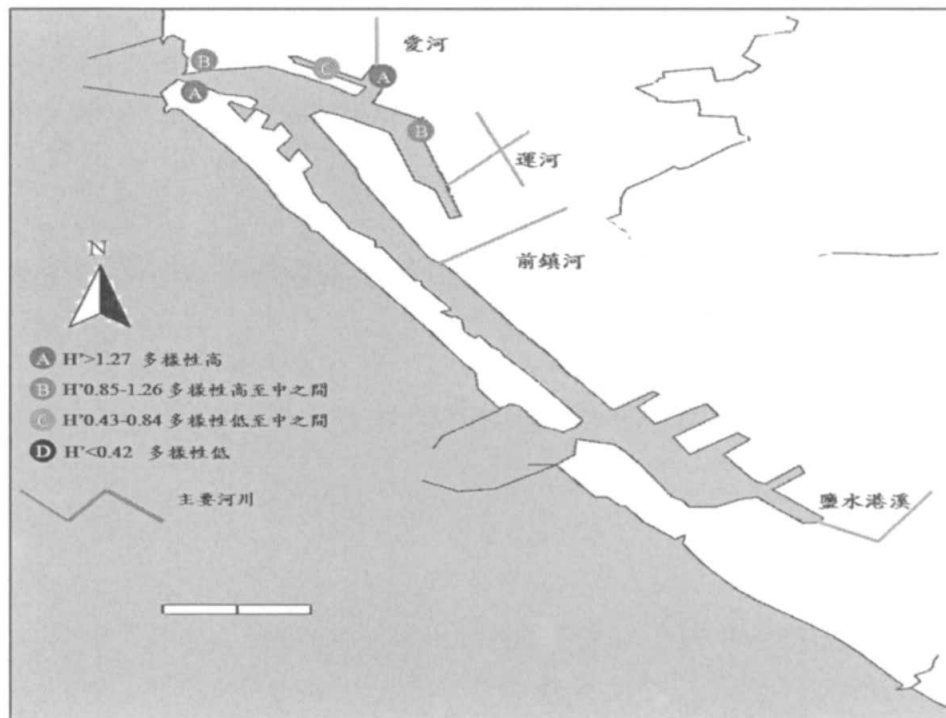 愛河
B
C
A
A
B
運河
前鎮河
N
A H'>1.27 多樣性高
B H'0.85-1.26 多樣性高至中之間
C H'0.43-0.84 多樣性低至中之間
D H'<0.42 多樣性低
主要河川
鹽水港溪